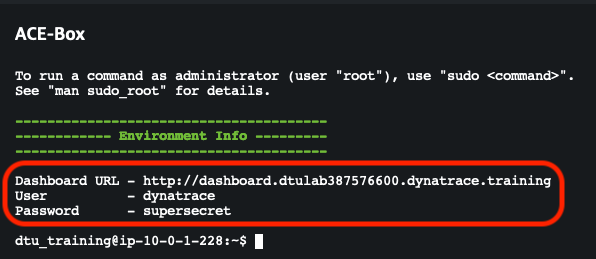 ACE-Box
To run a command as administrator (user "root"), use "sudo <command>".
See "man sudo_root" for details.
---------------------------------------
------------ Environment Info ---------
---------------------------------------
Dashboard URL - http://dashboard.dtulab387576600.dynatrace.training
User          - dynatrace
Password      - supersecret
dtu_training@ip-10-0-1-228:~$